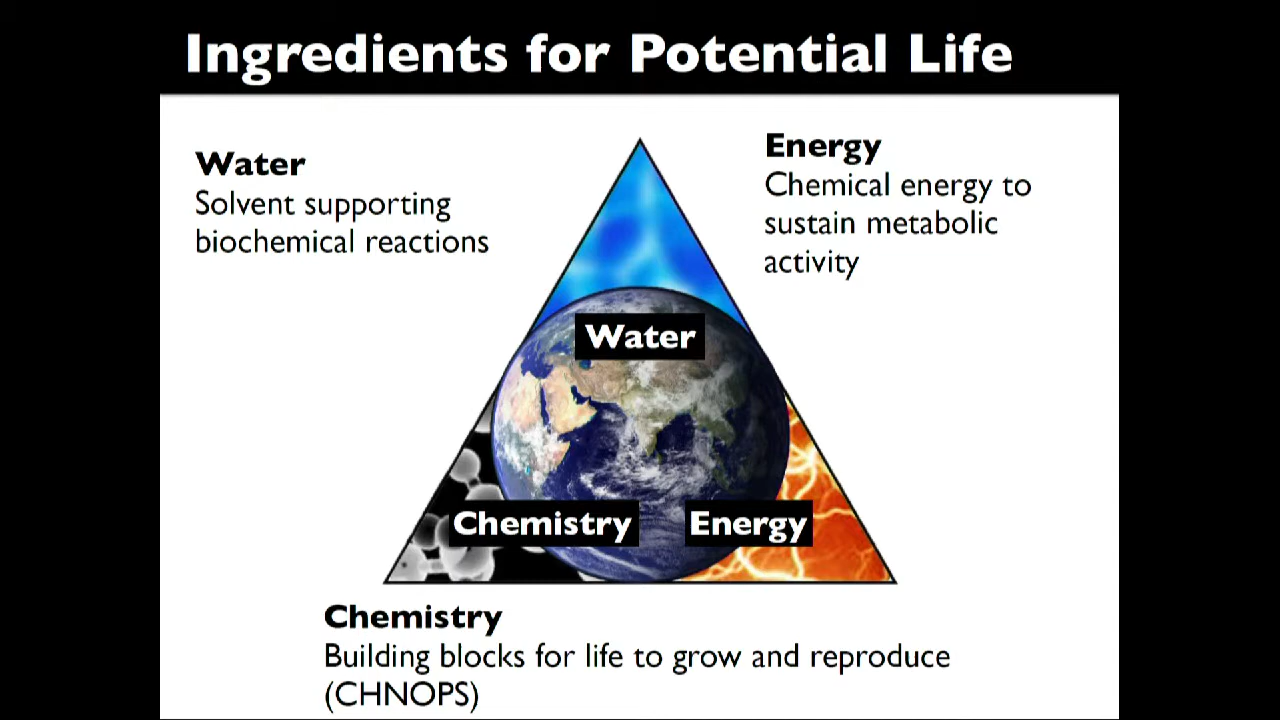 Ingredients for Potential Life
Water
Solvent supporting
biochemical reactions
Energy
Chemical energy to
sustain metabolic
activity
Water
Chemistry
Energy
Chemistry
Building blocks for life to grow and reproduce
(CHNOPS)